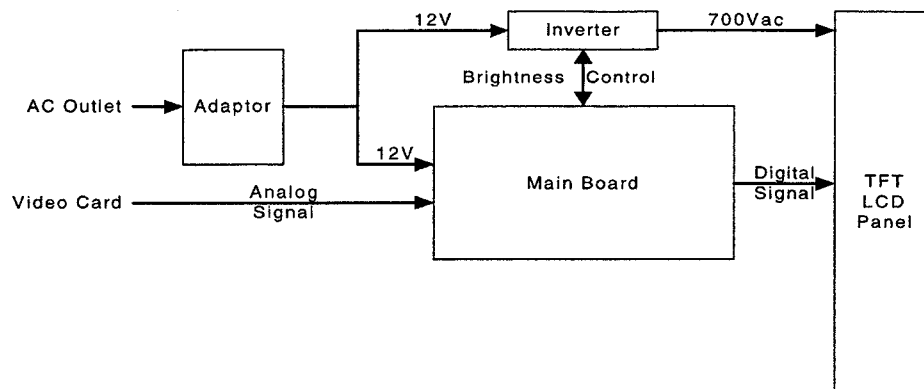 12V
Inverter
700Vac
Brightness Control
AC Outlet
Adaptor
12V
Main Board
Video Card
Analog
Signal
Digital
Signal
TFT
LCD
Panel